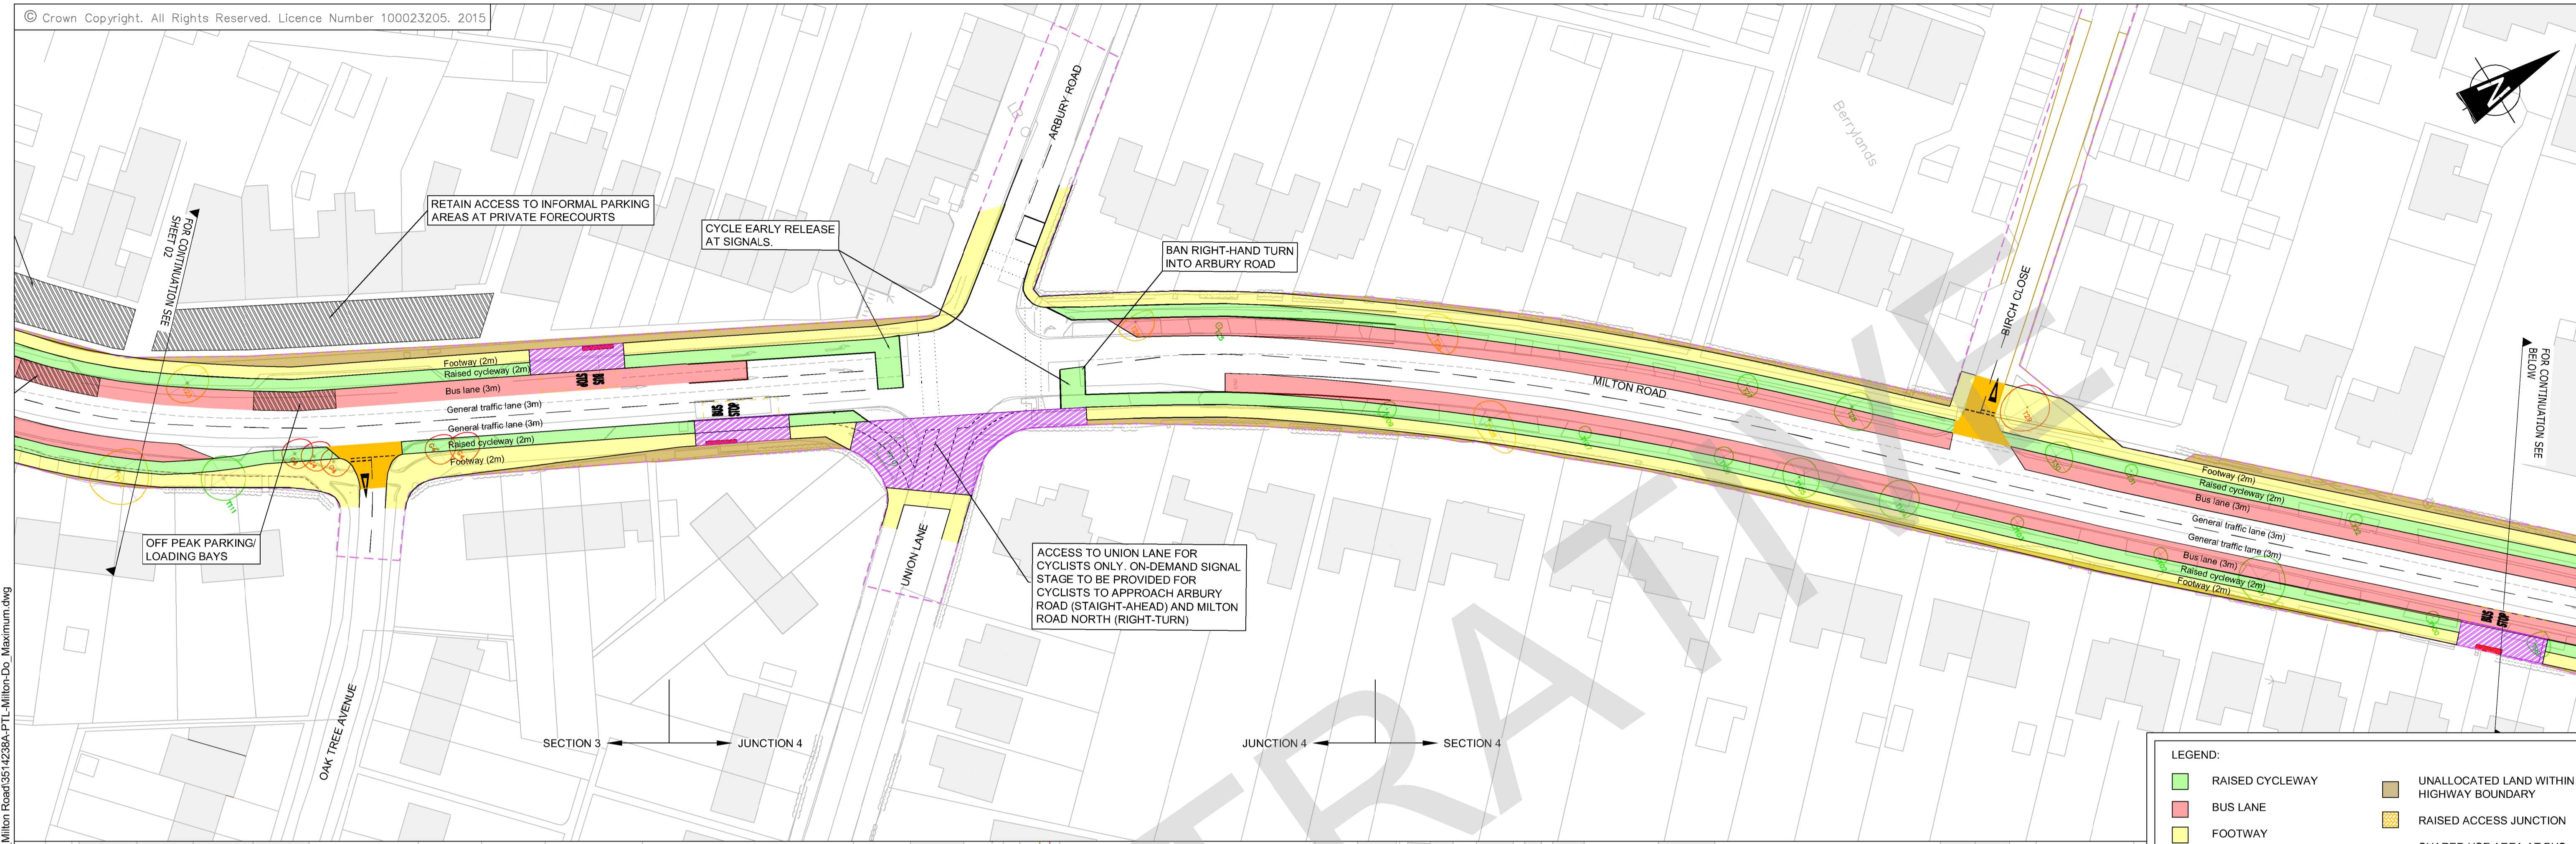 © Crown Copyright. All Rights Reserved. Licence Number 100023205. 2015
ARBURY ROAD
Berrylands
N
RETAIN ACCESS TO INFORMAL PARKING
AREAS AT PRIVATE FORECOURTS
FOR CONTINUATION SEE
SHEET 02
CYCLE EARLY RELEASE
AT SIGNALS.
BAN RIGHT-HAND TURN
INTO ARBURY ROAD
BIRCH CLOSE
FOR CONTINUATION SEE
BELOW
Footway (2m)
Raised cycleway (2m)
Bus lane (3m)
General traffic lane (3m)
General traffic lane (3m)
Raised cycleway (2m)
Footway (2m)
BUS
STOP
BUS
STOP
MILTON ROAD
Footway (2m)
Raised cycleway (2m)
Bus lane (3m)
General traffic lane (3m)
General traffic lane (3m)
Bus lane (3m)
Raised cycleway (2m)
Footway (2m)
BUS
STOP
OFF PEAK PARKING/
LOADING BAYS
UNION LANE
ACCESS TO UNION LANE FOR
CYCLISTS ONLY. ON-DEMAND SIGNAL
STAGE TO BE PROVIDED FOR
CYCLISTS TO APPROACH ARBURY
ROAD (STAIGHT-AHEAD) AND MILTON
ROAD NORTH (RIGHT-TURN)
OAK TREE AVENUE
SECTION 3
JUNCTION 4
JUNCTION 4
SECTION 4
TRATIVE
Milton Road\3514238A-PTL-Milton-Do_Maximum.dwg
LEGEND:
RAISED CYCLEWAY
BUS LANE
FOOTWAY
UNALLOCATED LAND WITHIN
HIGHWAY BOUNDARY
RAISED ACCESS JUNCTION